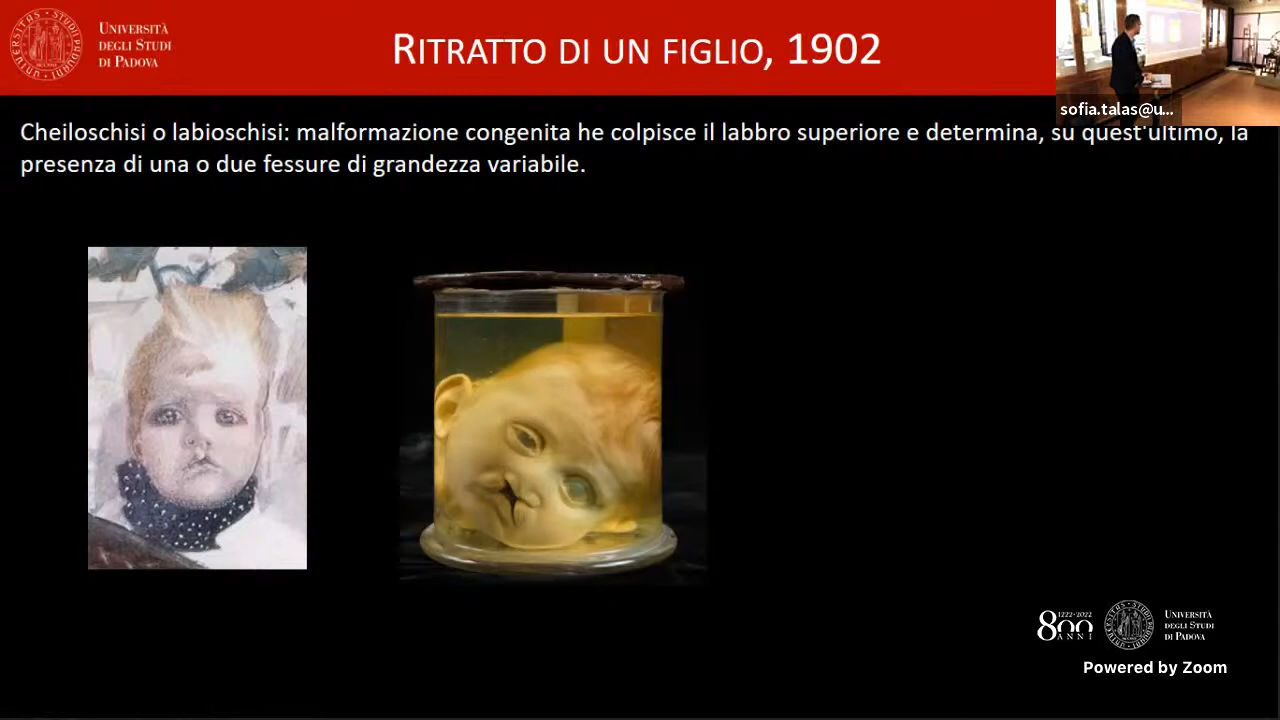 UNIVERSITÀ
DEGLI STUDI
DI PADOVA
RITRATTO DI UN FIGLIO, 1902
sofia.talas@u...
Cheiloschisi o labioschisi: malformazione congenita he colpisce il labbro superiore e determina, su quest'ultimo, la
presenza di una o due fessure di grandezza variabile.
1222·2022
800
ANNI
UNIVERSITÀ
DEGLI STUDI
DI PADOVA
Powered by Zoom